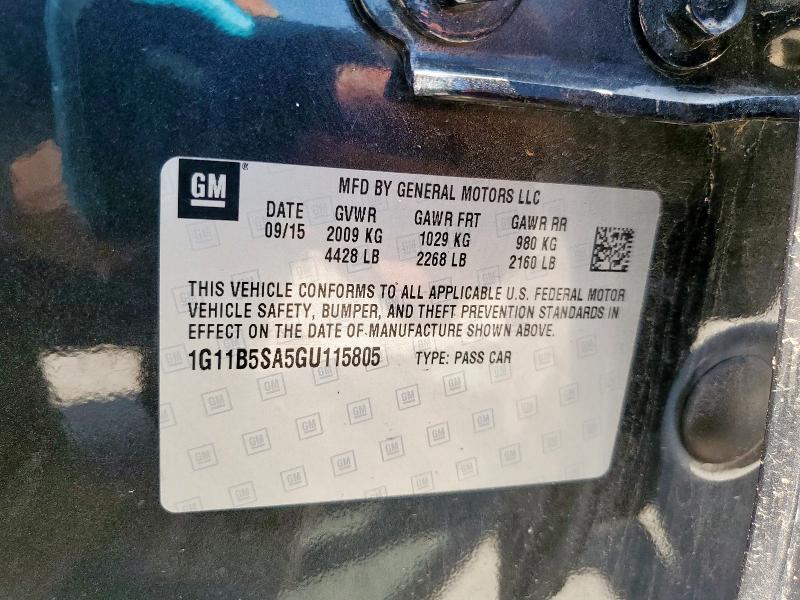 GM®
MFD BY GENERAL MOTORS LLC
DATE GVWR GAWR FRT GAWR RR
09/15 2009 KG 1029 KG 980 KG
4428 LB 2268 LB 2160 LB
THIS VEHICLE CONFORMS TO ALL APPLICABLE U.S. FEDERAL MOTOR
VEHICLE SAFETY, BUMPER, AND THEFT PREVENTION STANDARDS IN
EFFECT ON THE DATE OF MANUFACTURE SHOWN ABOVE.
1G11B5SA5GU115805 TYPE: PASS CAR